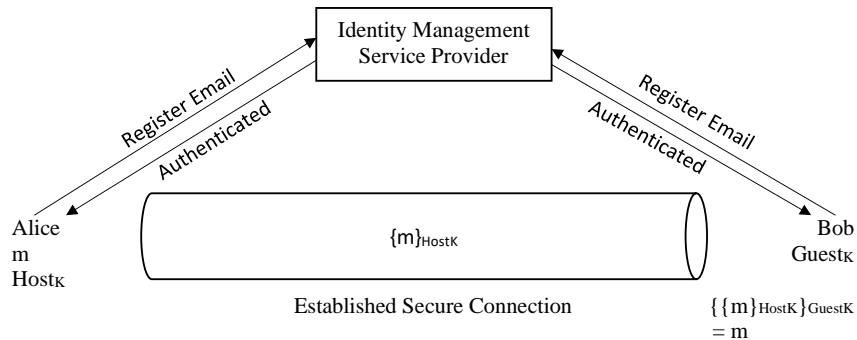 Identity Management
Service Provider
Register Email
Authenticated
Register Email
Authenticated
Alice
m
HostK
{m}HostK
Bob
GuestK
Established Secure Connection
{{m}HostK}GuestK
= m